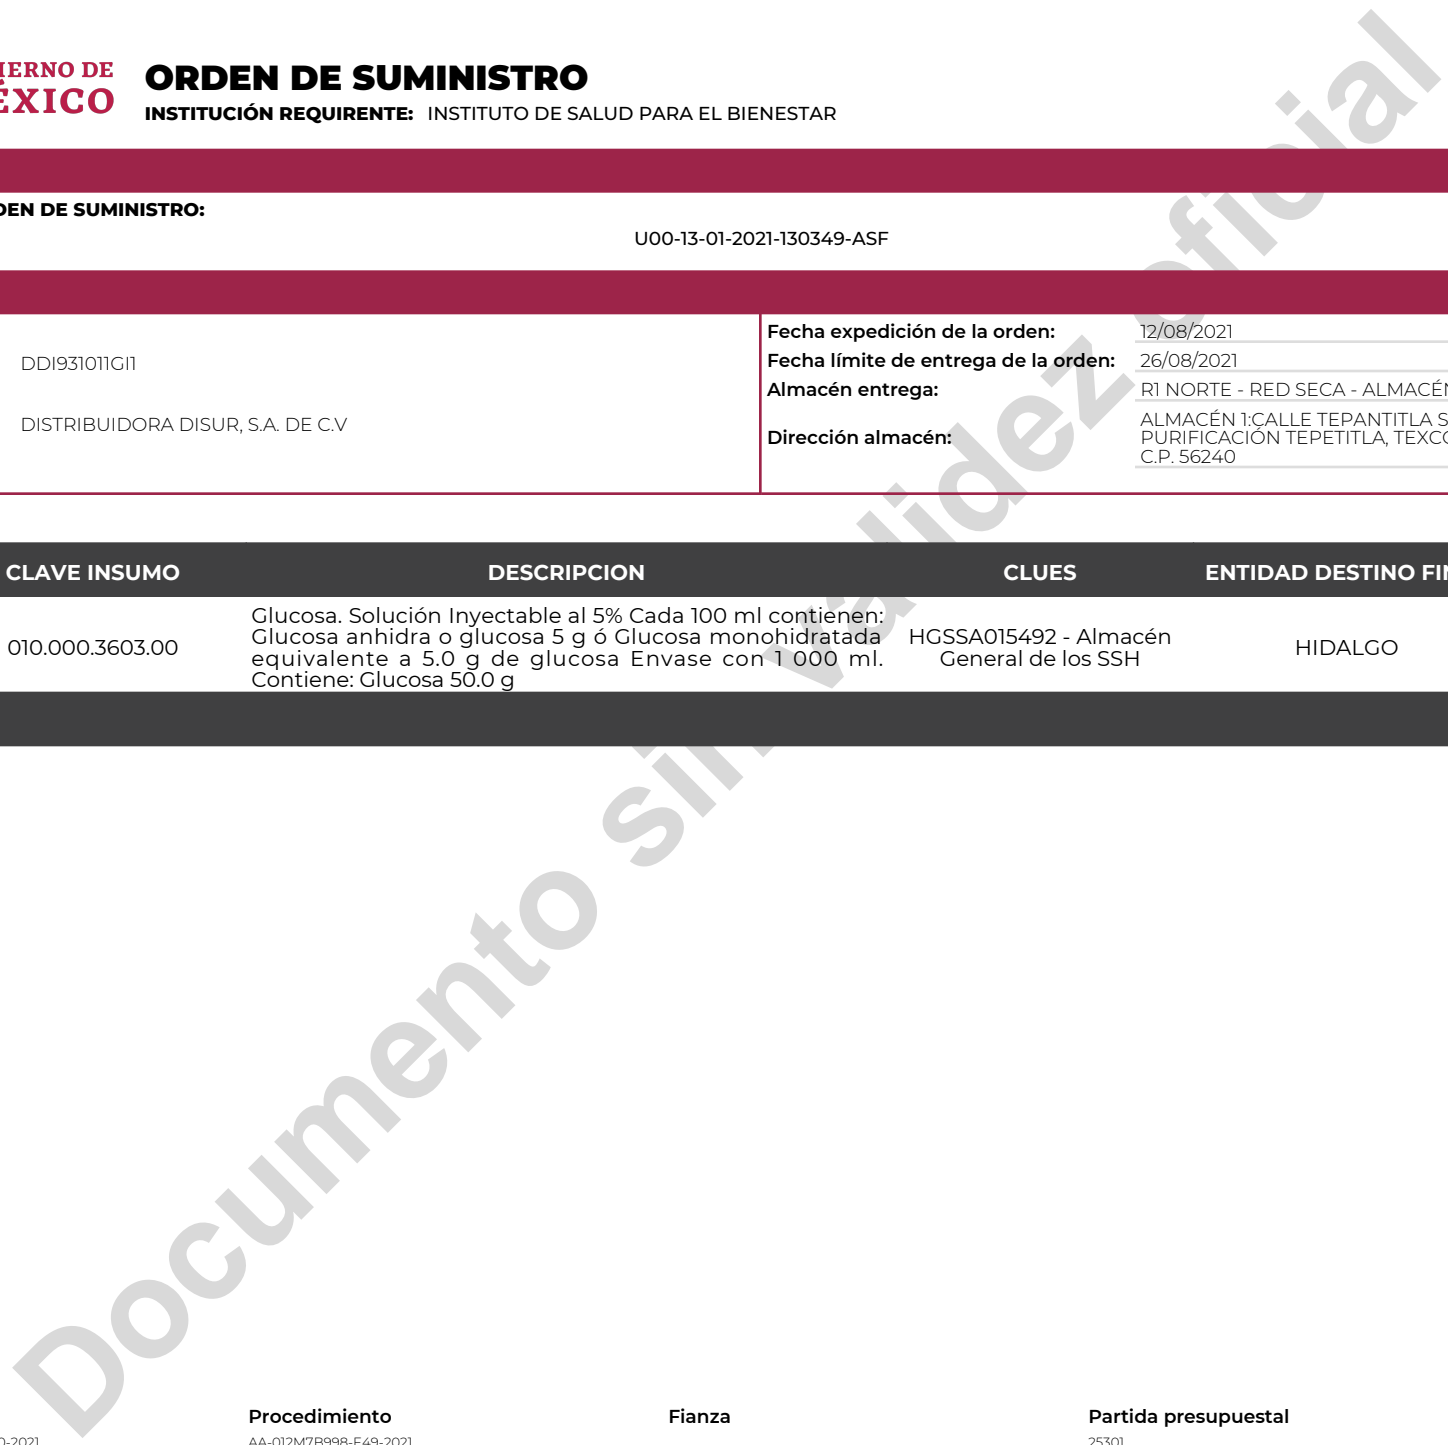 ORDEN DE SUMINISTRO
INSTITUCIÓN REQUIRENTE: INSTITUTO DE SALUD PARA EL BIENESTAR
DE SUMINISTRO:
U00-13-01-2021-130349-ASF
DDI931011GI1
DISTRIBUIDORA DISUR, S.A. DE C.V
Fecha expedición de la orden: 12/08/2021
Fecha límite de entrega de la orden: 26/08/2021
Almacén entrega: R1 NORTE - RED SECA - ALMACÉN
Dirección almacén: ALMACÉN 1:CALLE TEPANTITLA
PURIFICACIÓN TEPETITLA,
C.P. 56240
CLAVE INSUMO DESCRIPCION CLUES ENTIDAD DESTINO
010.000.3603.00
Glucosa. Solución Inyectable al 5% Cada 100 ml contienen:
Glucosa anhidra o glucosa 5 g ó Glucosa monohidratada
equivalente a 5.0 g de glucosa Envase con 1 000 ml.
Contiene: Glucosa 50.0 g
HGSSA015492 - Almacén
General de los SSH
HIDALGO
Documento sin validez oficial
Procedimiento Fianza Partida presupuestal
AA-012M7B998-E49-2021 25301